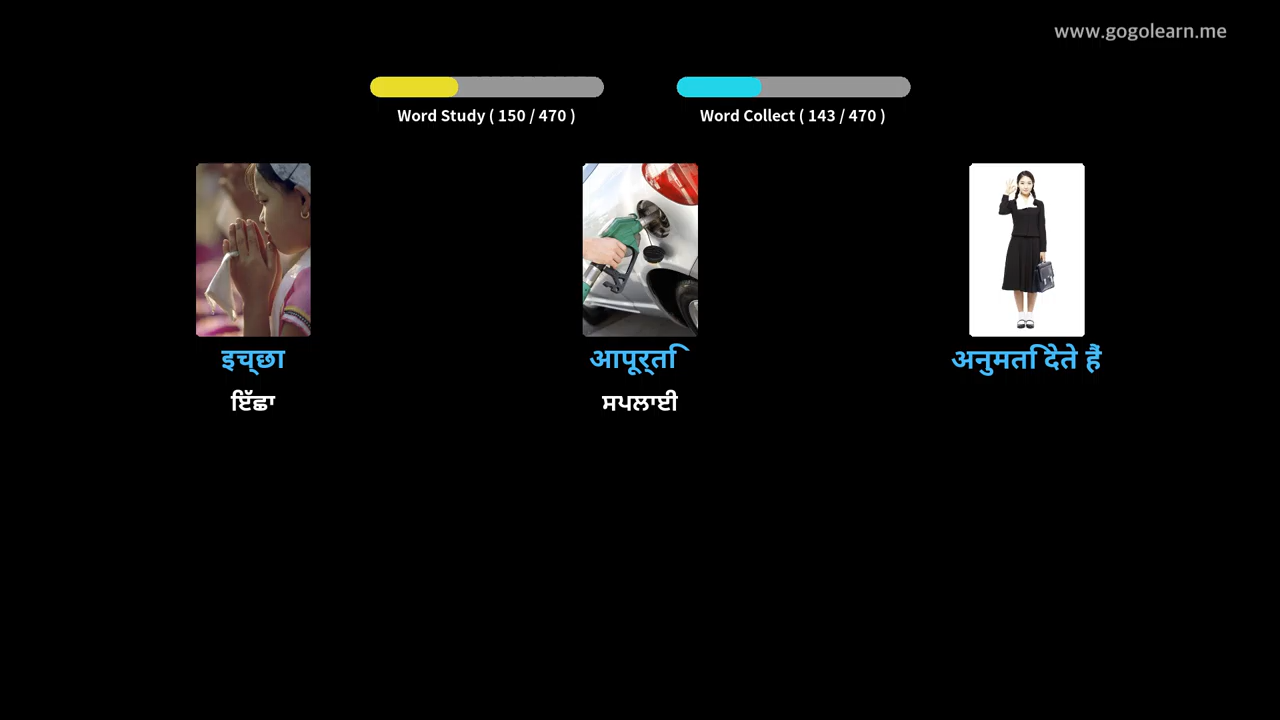 www.gogolearn.me
Word Study ( 150 / 470 )
Word Collect ( 143 / 470 )
इच्छा
आपूर्ति
अनुमति देते हैं
ਇੱਛਾ
ਸਪਲਾਈ